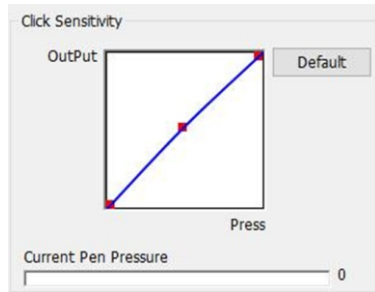 Click Sensitivity
OutPut
Default
Press
Current Pen Pressure
0